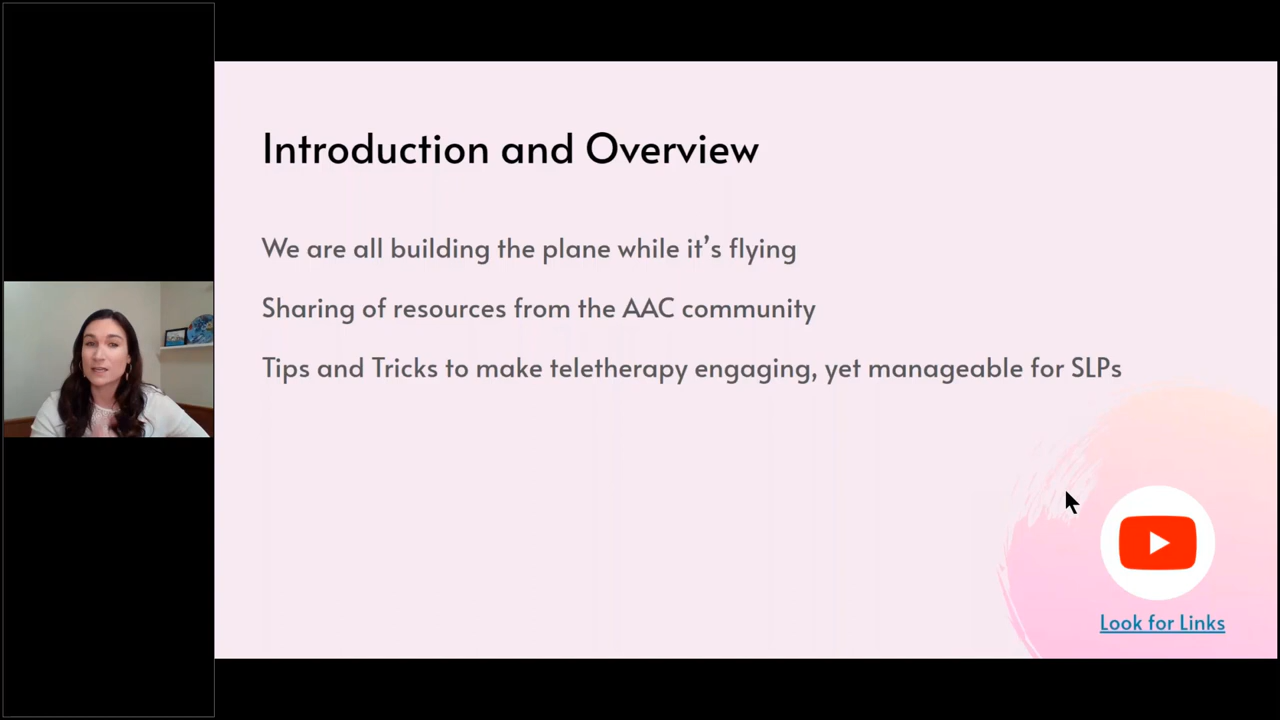 Introduction and Overview
We are all building the plane while it’s flying
Sharing of resources from the AAC community
Tips and Tricks to make teletherapy engaging, yet manageable for SLPs
Look for Links